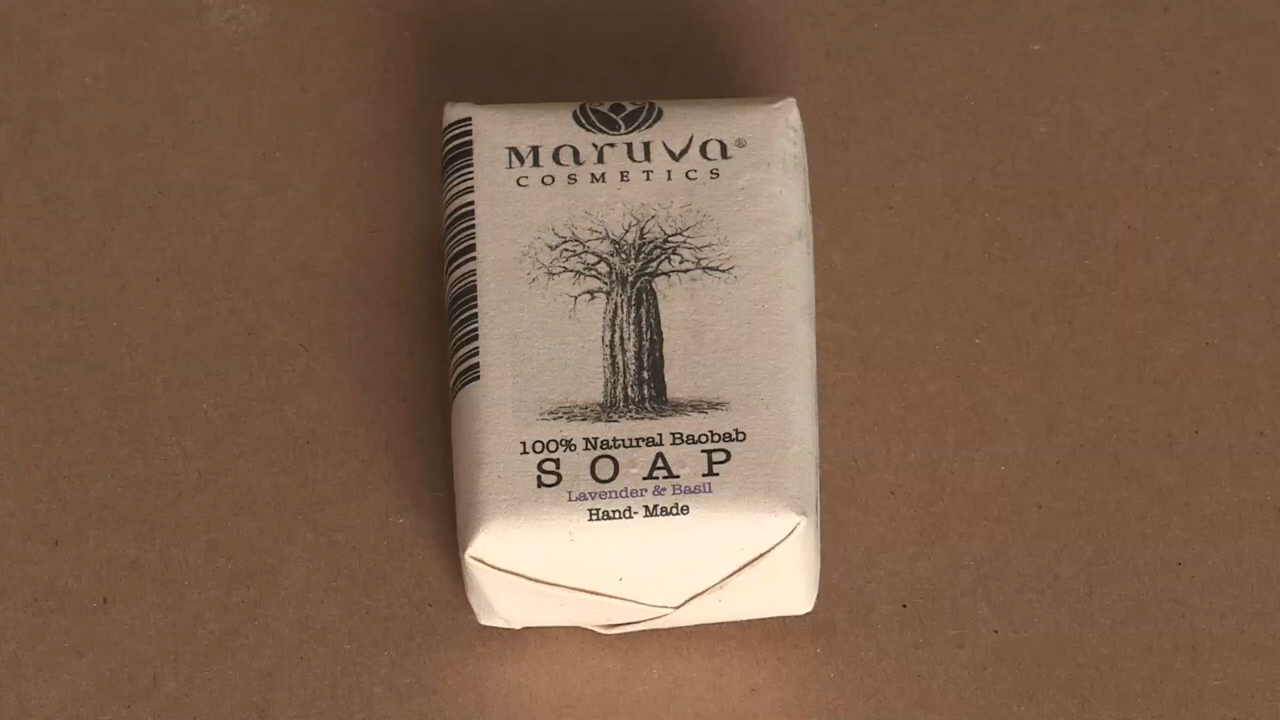 Maruva®
COSMETICS
100% Natural Baobab
SOAP
Lavender & Basil
Hand- Made